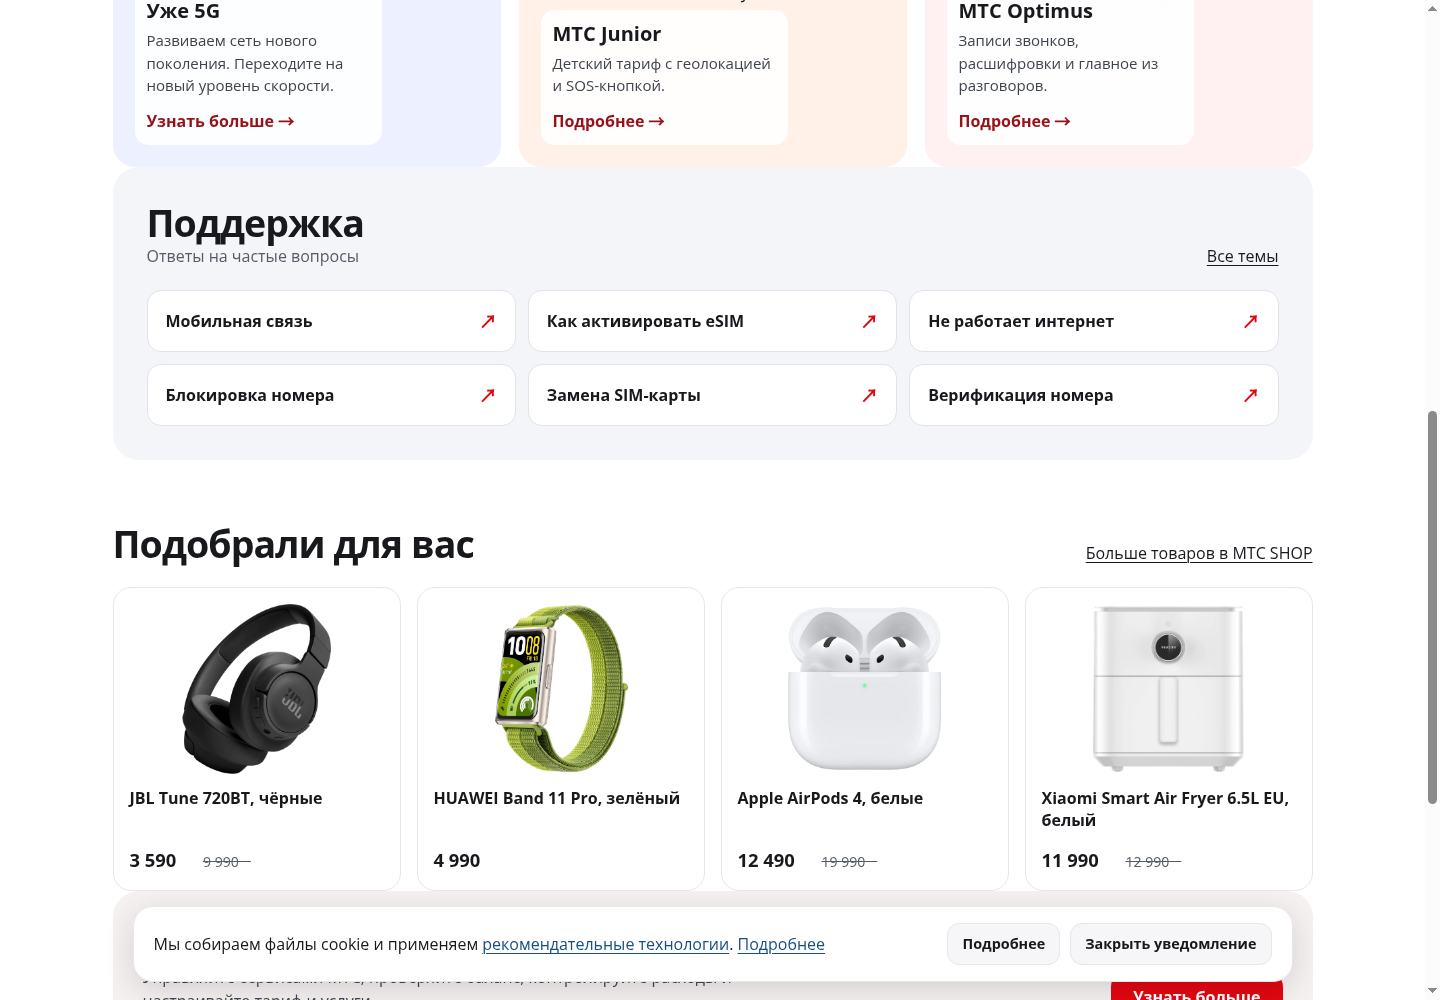 Уже 5G
Развиваем сеть нового
поколения. Переходите на
новый уровень скорости.
Узнать больше →
МТС Junior
Детский тариф с геолокацией
и SOS-кнопкой.
Подробнее →
МТС Optimus
Записи звонков,
расшифровки и главное из
разговоров.
Подробнее →
Поддержка
Ответы на частые вопросы
Все темы
Мобильная связь
Как активировать eSIM
Не работает интернет
Блокировка номера
Замена SIM-карты
Верификация номера
Подобрали для вас
Больше товаров в МТС SHOP
JBL
JBL Tune 720BT, чёрные
3 590 9 990
10:08
HUAWEI Band 11 Pro, зелёный
4 990
Apple AirPods 4, белые
12 490 19 990
Xiaomi Smart Air Fryer 6.5L EU,
белый
11 990 12 990
Мы собираем файлы cookie и применяем рекомендательные технологии. Подробнее
Подробнее
Закрыть уведомление
Узнать больше